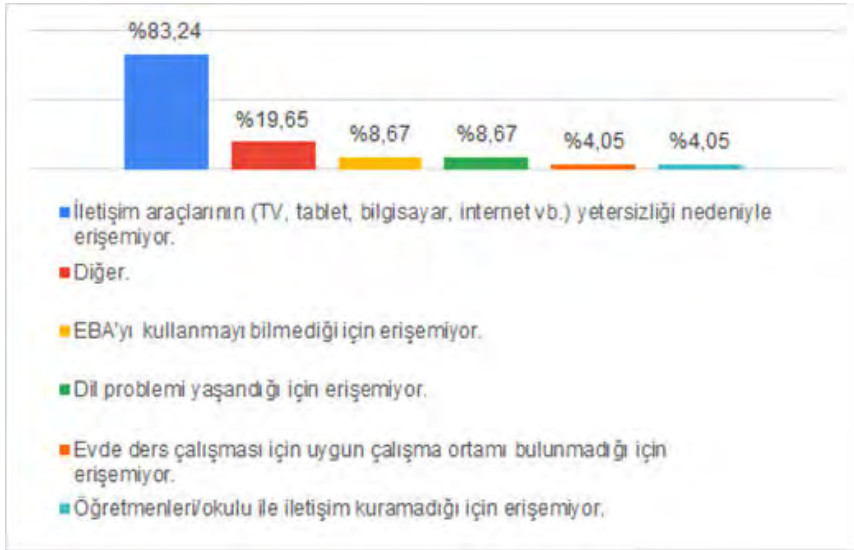 %83,24
%19,65
%8,67
%8,67
%4,05
%4,05
İletişim araçlarının (TV, tablet, bilgisayar, internet vb.) yetersizliği nedeniyle
erişemiyor.
Diğer.
EBA'yı kullanmayı bilmediği için erişemiyor.
Dil problemi yaşandığı için erişemiyor.
Evde ders çalışması için uygun çalışma ortamı bulunmadığı için
erişemiyor.
Öğretmenleri/okulu ile iletişim kuramadığı için erişemiyor.